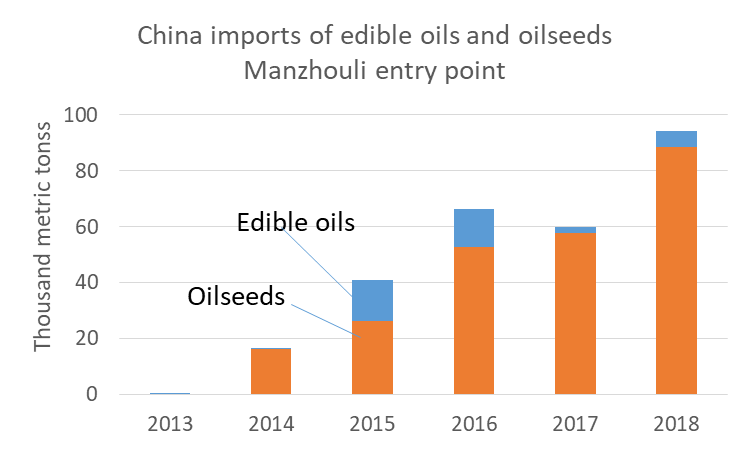 China imports of edible oils and oilseeds
Manzhouli entry point
Thousand metric tonss
100
80
60
40
20
0
Edible oils
Oilseeds
2013 2014 2015 2016 2017 2018